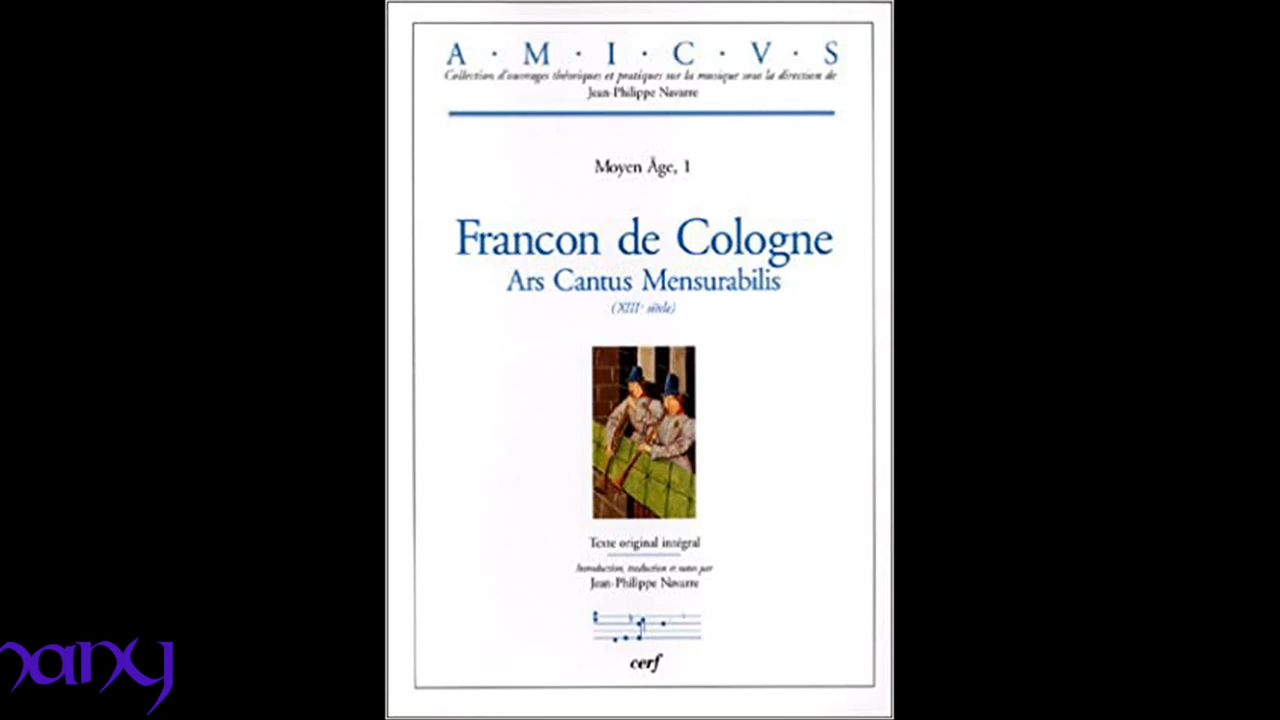 A · M · I · C · V · S
Collection d'ouvrages théoriques et pratiques sur la musique sous la direction de
Jean-Philippe Navarre
Moyen Âge, 1
Francon de Cologne
Ars Cantus Mensurabilis
(XIIIe siècle)
Texte original intégral
Introduction, traduction et notes par
Jean-Philippe Navarre
cerf